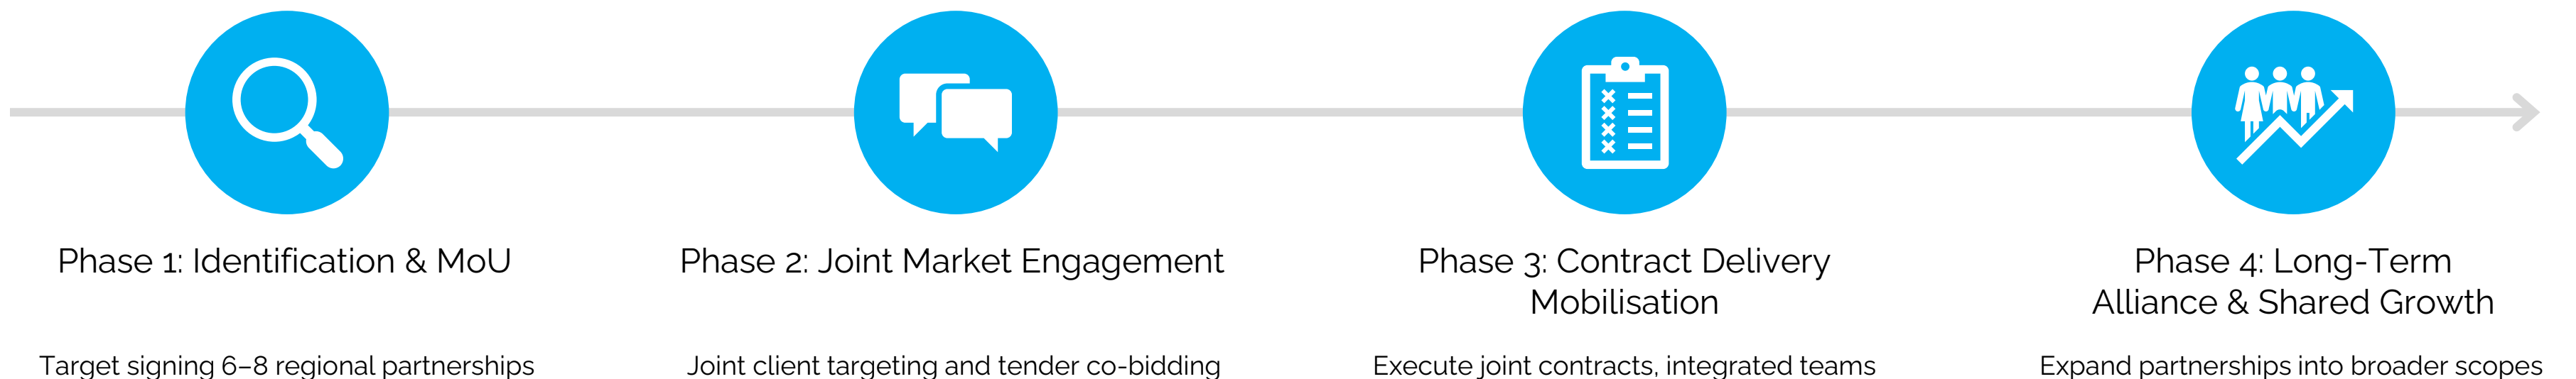 Phase 1: Identification & MoU
Target signing 6–8 regional partnerships
Phase 2: Joint Market Engagement
Joint client targeting and tender co-bidding
Phase 3: Contract Delivery
Mobilisation
Execute joint contracts, integrated teams
Phase 4: Long-Term
Alliance & Shared Growth
Expand partnerships into broader scopes